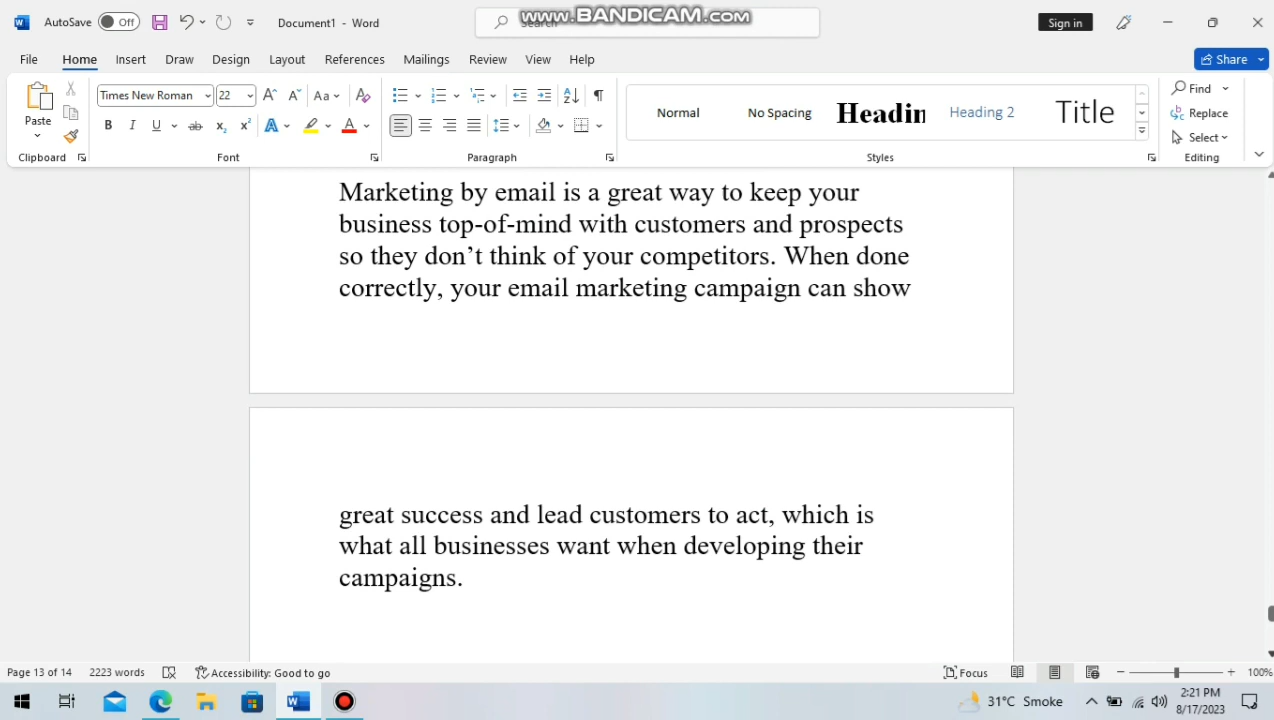 www.BANDICAM.com
AutoSave Off Document1 - Word Sign in
File Home Insert Draw Design Layout References Mailings Review View Help Share
Paste
Clipboard
Times New Roman 22 A A Aa A
B I U ab x2 x2 A A
Font
Paragraph
Normal No Spacing Headin Heading 2 Title
Styles
Find
Replace
Select
Editing
Marketing by email is a great way to keep your
business top-of-mind with customers and prospects
so they don’t think of your competitors. When done
correctly, your email marketing campaign can show
great success and lead customers to act, which is
what all businesses want when developing their
campaigns.
Page 13 of 14 2223 words Accessibility: Good to go Focus 100%
31°C Smoke 2:21 PM
8/17/2023